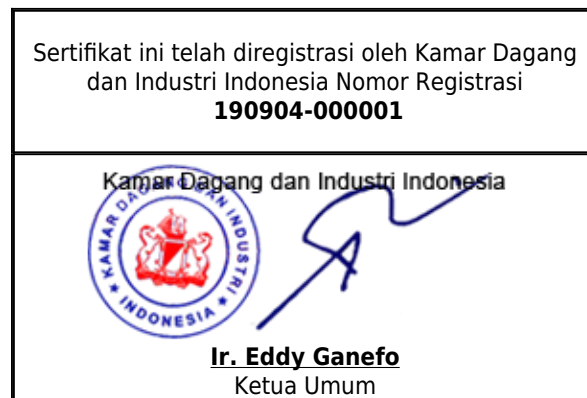 Sertifikat ini telah diregistrasi oleh Kamar Dagang
dan Industri Indonesia Nomor Registrasi
190904-000001
Kamar Dagang dan Industri Indonesia
KAMAR DAGANG DAN INDUSTRI
INDONESIA
Ir. Eddy Ganefo
Ketua Umum